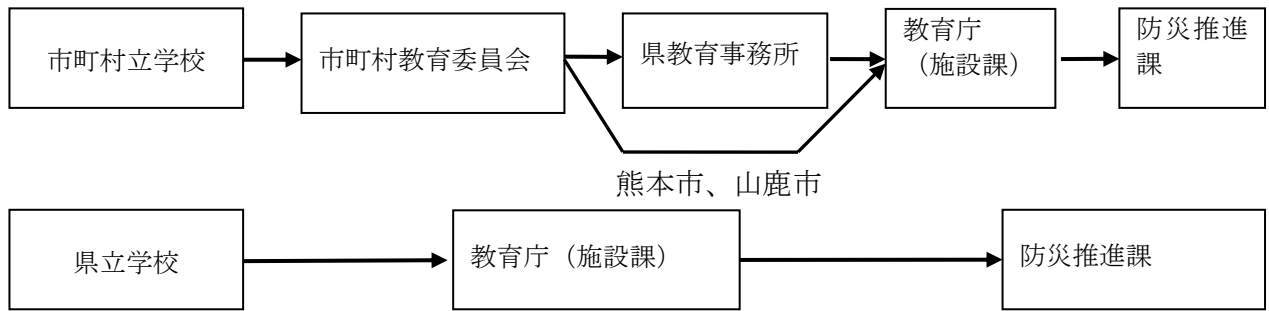 市町村立学校
市町村教育委員会
県教育事務所
教育庁
（施設課）
防災推進
課
熊本市、山鹿市
県立学校
教育庁（施設課）
防災推進課